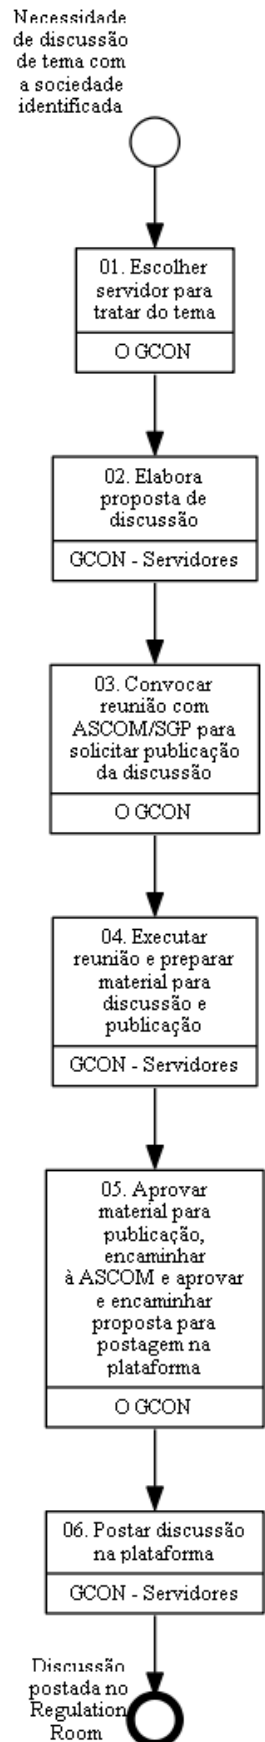 Necessidade
de discussão
de tema com
a sociedade
identificada
01. Escolher
servidor para
tratar do tema
O GCON
02. Elabora
proposta de
discussão
GCON - Servidores
03. Convocar
reunião com
ASCOM/SGP para
solicitar publicação
da discussão
O GCON
04. Executar
reunião e preparar
material para
discussão e
publicação
GCON - Servidores
05. Aprovar
material para
publicação,
encaminhar
à ASCOM e aprovar
e encaminhar
proposta para
postagem na
plataforma
O GCON
06. Postar discussão
na plataforma
GCON - Servidores
Discussão
postada no
Regulation
Room